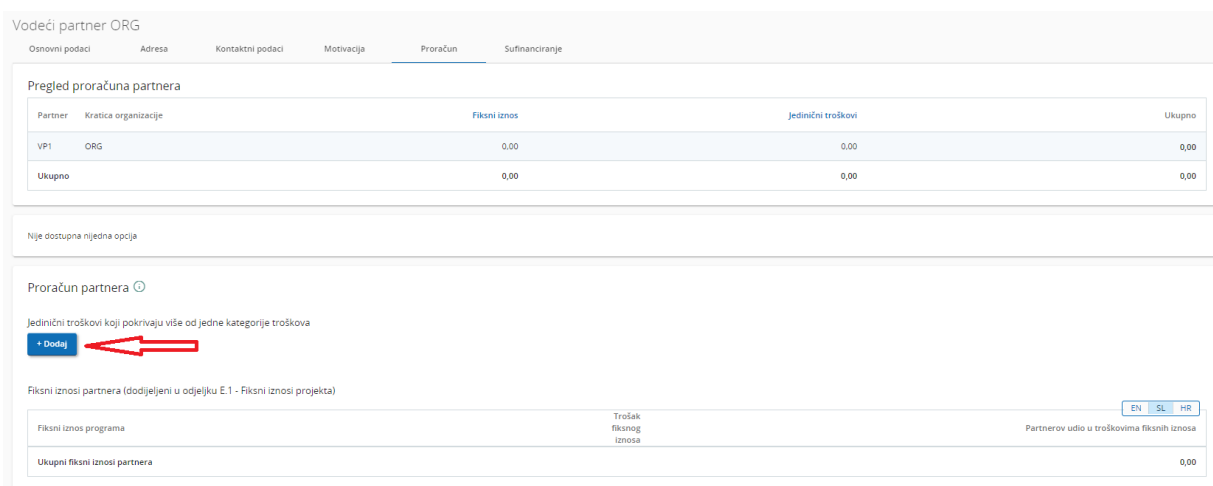 Vodeći partner ORG
Osnovni podaci Adresa Kontaktni podaci Motivacija Proračun Sufinanciranje
Pregled proračuna partnera
Partner Kratica organizacije Fiksni iznos Jedinični troškovi Ukupno
VP1 ORG 0,00 0,00 0,00
Ukupno 0,00 0,00 0,00
Nije dostupna nijedna opcija
Proračun partnera
Jedinični troškovi koji pokrivaju više od jedne kategorije troškova
+ Dodaj
Fiksni iznosi partnera (dodijeljeni u odjeljku E.1 - Fiksni iznosi projekta)
EN SL HR
Fiksni iznos programa Trošak fiksnog iznosa Partnerov udio u troškovima fiksnih iznosa
Ukupni fiksni iznosi partnera 0,00